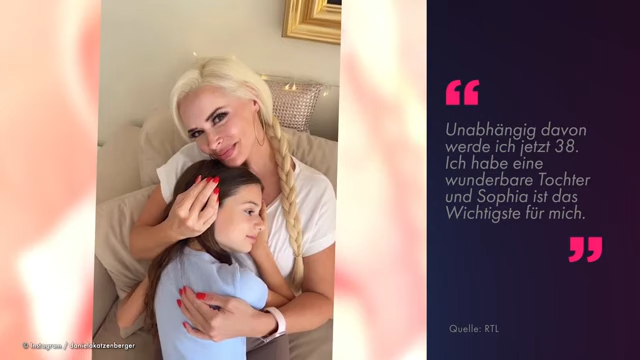 Unabhängig davon
werde ich jetzt 38.
Ich habe eine
wunderbare Tochter
und Sophia ist das
Wichtigste für mich.
Quelle: RTL
© Instagram / danielakatzenberger